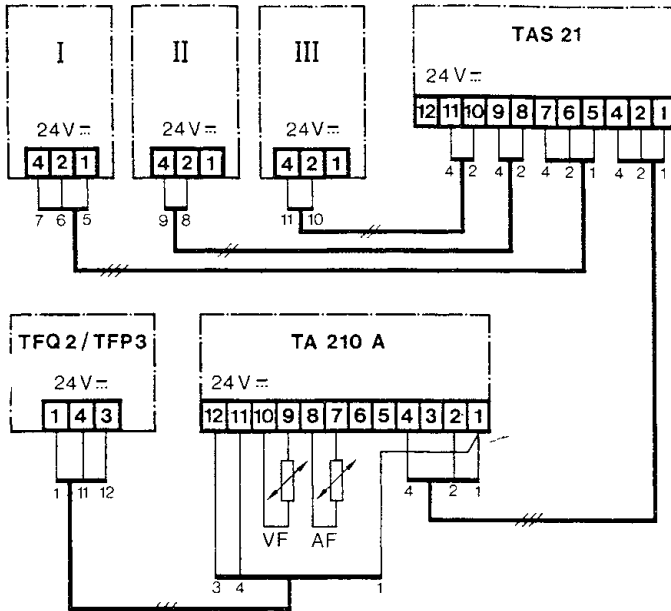 I II III TAS 21
24V⎓ 24V⎓ 24V⎓ 24V⎓
4 2 1 4 2 1 4 2 1 12 11 10 9 8 7 6 5 4 2 1
7 6 5 9 8 11 10 4 2 4 2 4 2 1 4 2 1
TFQ2/TFP3 TA 210 A
24V⎓ 24V⎓
1 4 3 12 11 10 9 8 7 6 5 4 3 2 1
1 11 12 4 2 1
VF AF
3 4 1